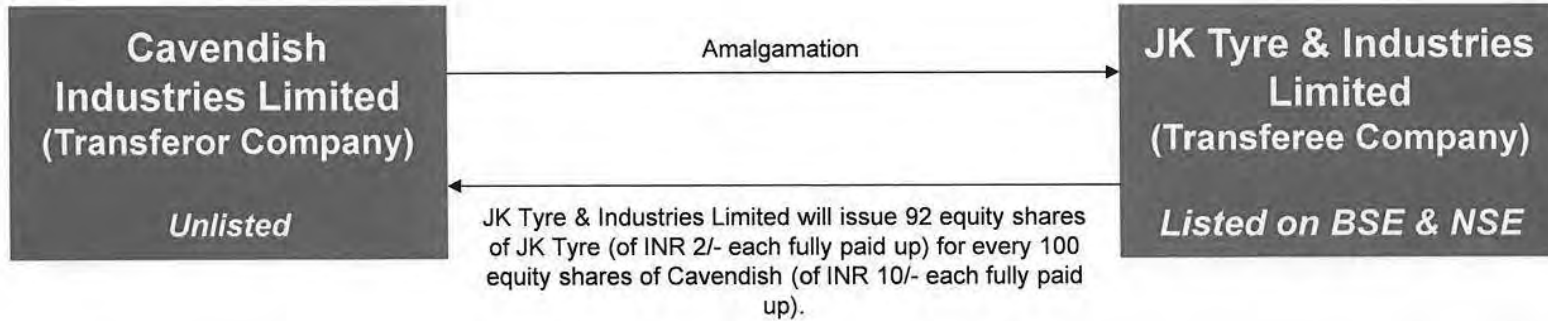 Cavendish
Industries Limited
(Transferor Company)
Unlisted
Amalgamation
JK Tyre & Industries Limited will issue 92 equity shares
of JK Tyre (of INR 2/- each fully paid up) for every 100
equity shares of Cavendish (of INR 10/- each fully paid
up).
JK Tyre & Industries
Limited
(Transferee Company)
Listed on BSE & NSE